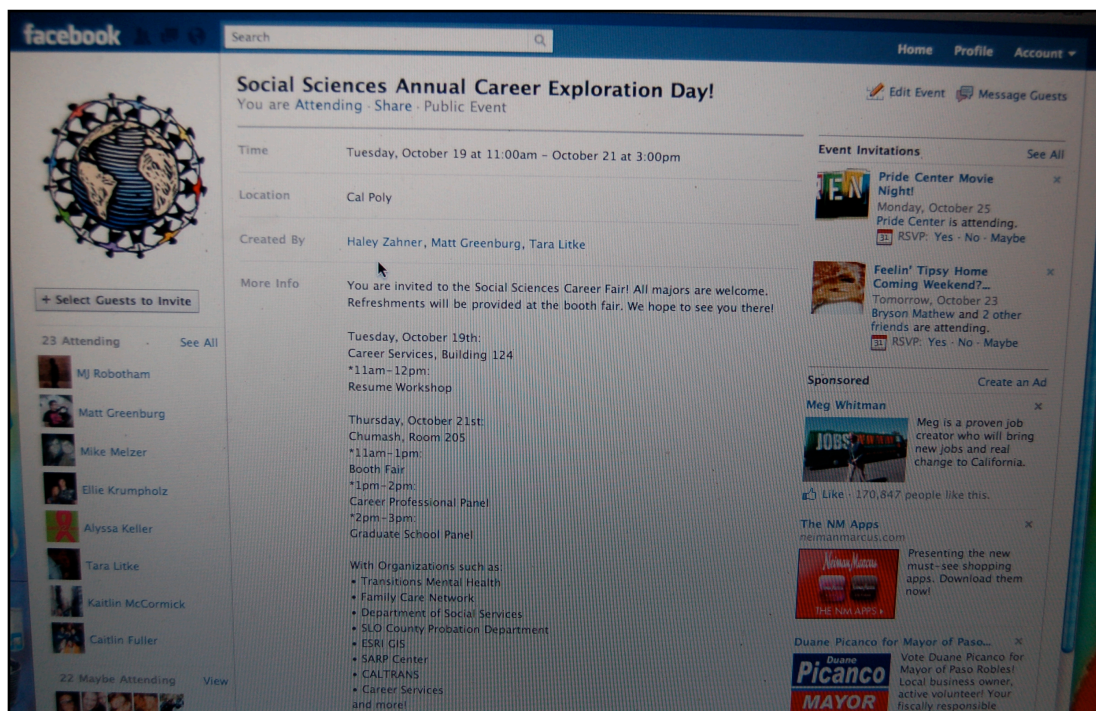 facebook
Search
Home Profile Account
Social Sciences Annual Career Exploration Day!
You are Attending · Share · Public Event
Edit Event Message Guests
Time Tuesday, October 19 at 11:00am - October 21 at 3:00pm
Location Cal Poly
Created By Haley Zahner, Matt Greenburg, Tara Litke
More Info You are invited to the Social Sciences Career Fair! All majors are welcome.
Refreshments will be provided at the booth fair. We hope to see you there!
Tuesday, October 19th:
Career Services, Building 124
*11am-12pm:
Resume Workshop
Thursday, October 21st:
Chumash, Room 205
*11am-1pm:
Booth Fair
*1pm-2pm:
Career Professional Panel
*2pm-3pm:
Graduate School Panel
With Organizations such as:
• Transitions Mental Health
• Family Care Network
• Department of Social Services
• SLO County Probation Department
• ESRI GIS
• SARP Center
• CALTRANS
• Career Services
and more!
+ Select Guests to Invite
23 Attending See All
MJ Robotham
Matt Greenburg
Mike Melzer
Ellie Krumpholz
Alyssa Keller
Tara Litke
Kaitlin McCormick
Caitlin Fuller
22 Maybe Attending View
Event Invitations See All
Pride Center Movie
Night!
Monday, October 25
Pride Center is attending.
31 RSVP: Yes · No · Maybe
Feelin' Tipsy Home
Coming Weekend?...
Tomorrow, October 23
Bryson Mathew and 2 other
friends are attending.
31 RSVP: Yes · No · Maybe
Sponsored Create an Ad
Meg Whitman
JOBS
Meg is a proven job
creator who will bring
new jobs and real
change to California.
Like · 170,847 people like this.
The NM Apps
neimanmarcus.com
Neiman Marcus
THE NM APPS
Presenting the new
must-see shopping
apps. Download them
now!
Duane Picanco for Mayor of Paso...
Duane
Picanco
MAYOR
Vote Duane Picanco for
Mayor of Paso Robles!
Local business owner,
active volunteer! Your
fiscally responsible